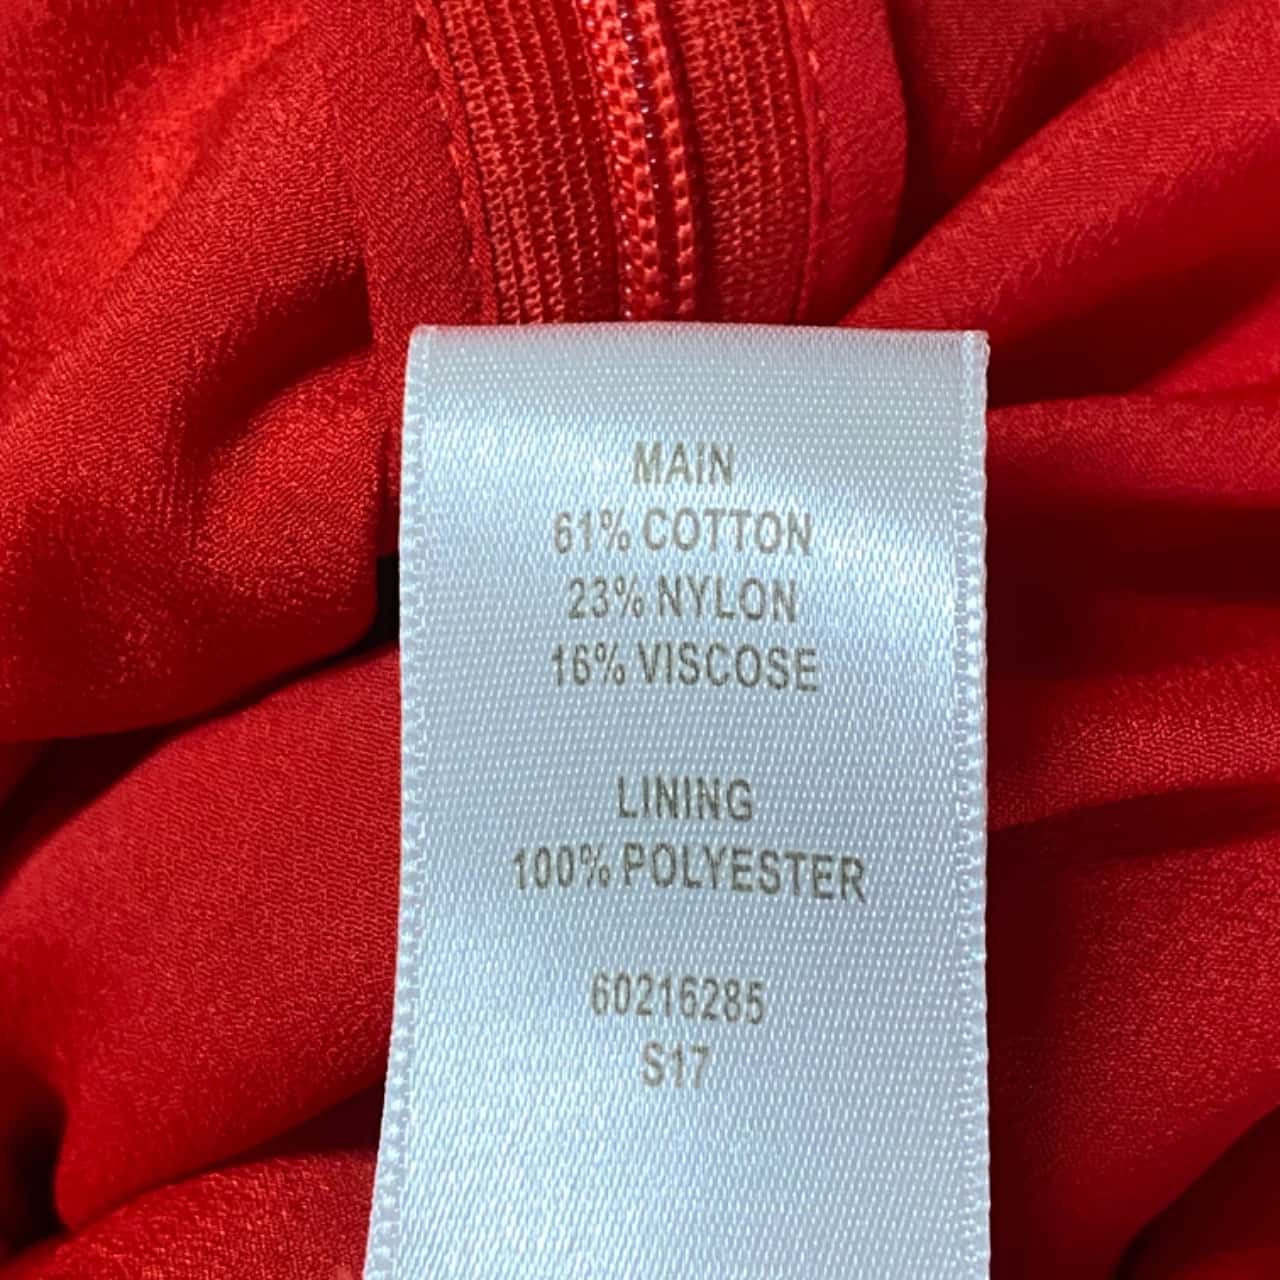 MAIN
61% COTTON
23% NYLON
16% VISCOSE
LINING
100% POLYESTER
60216285
S17